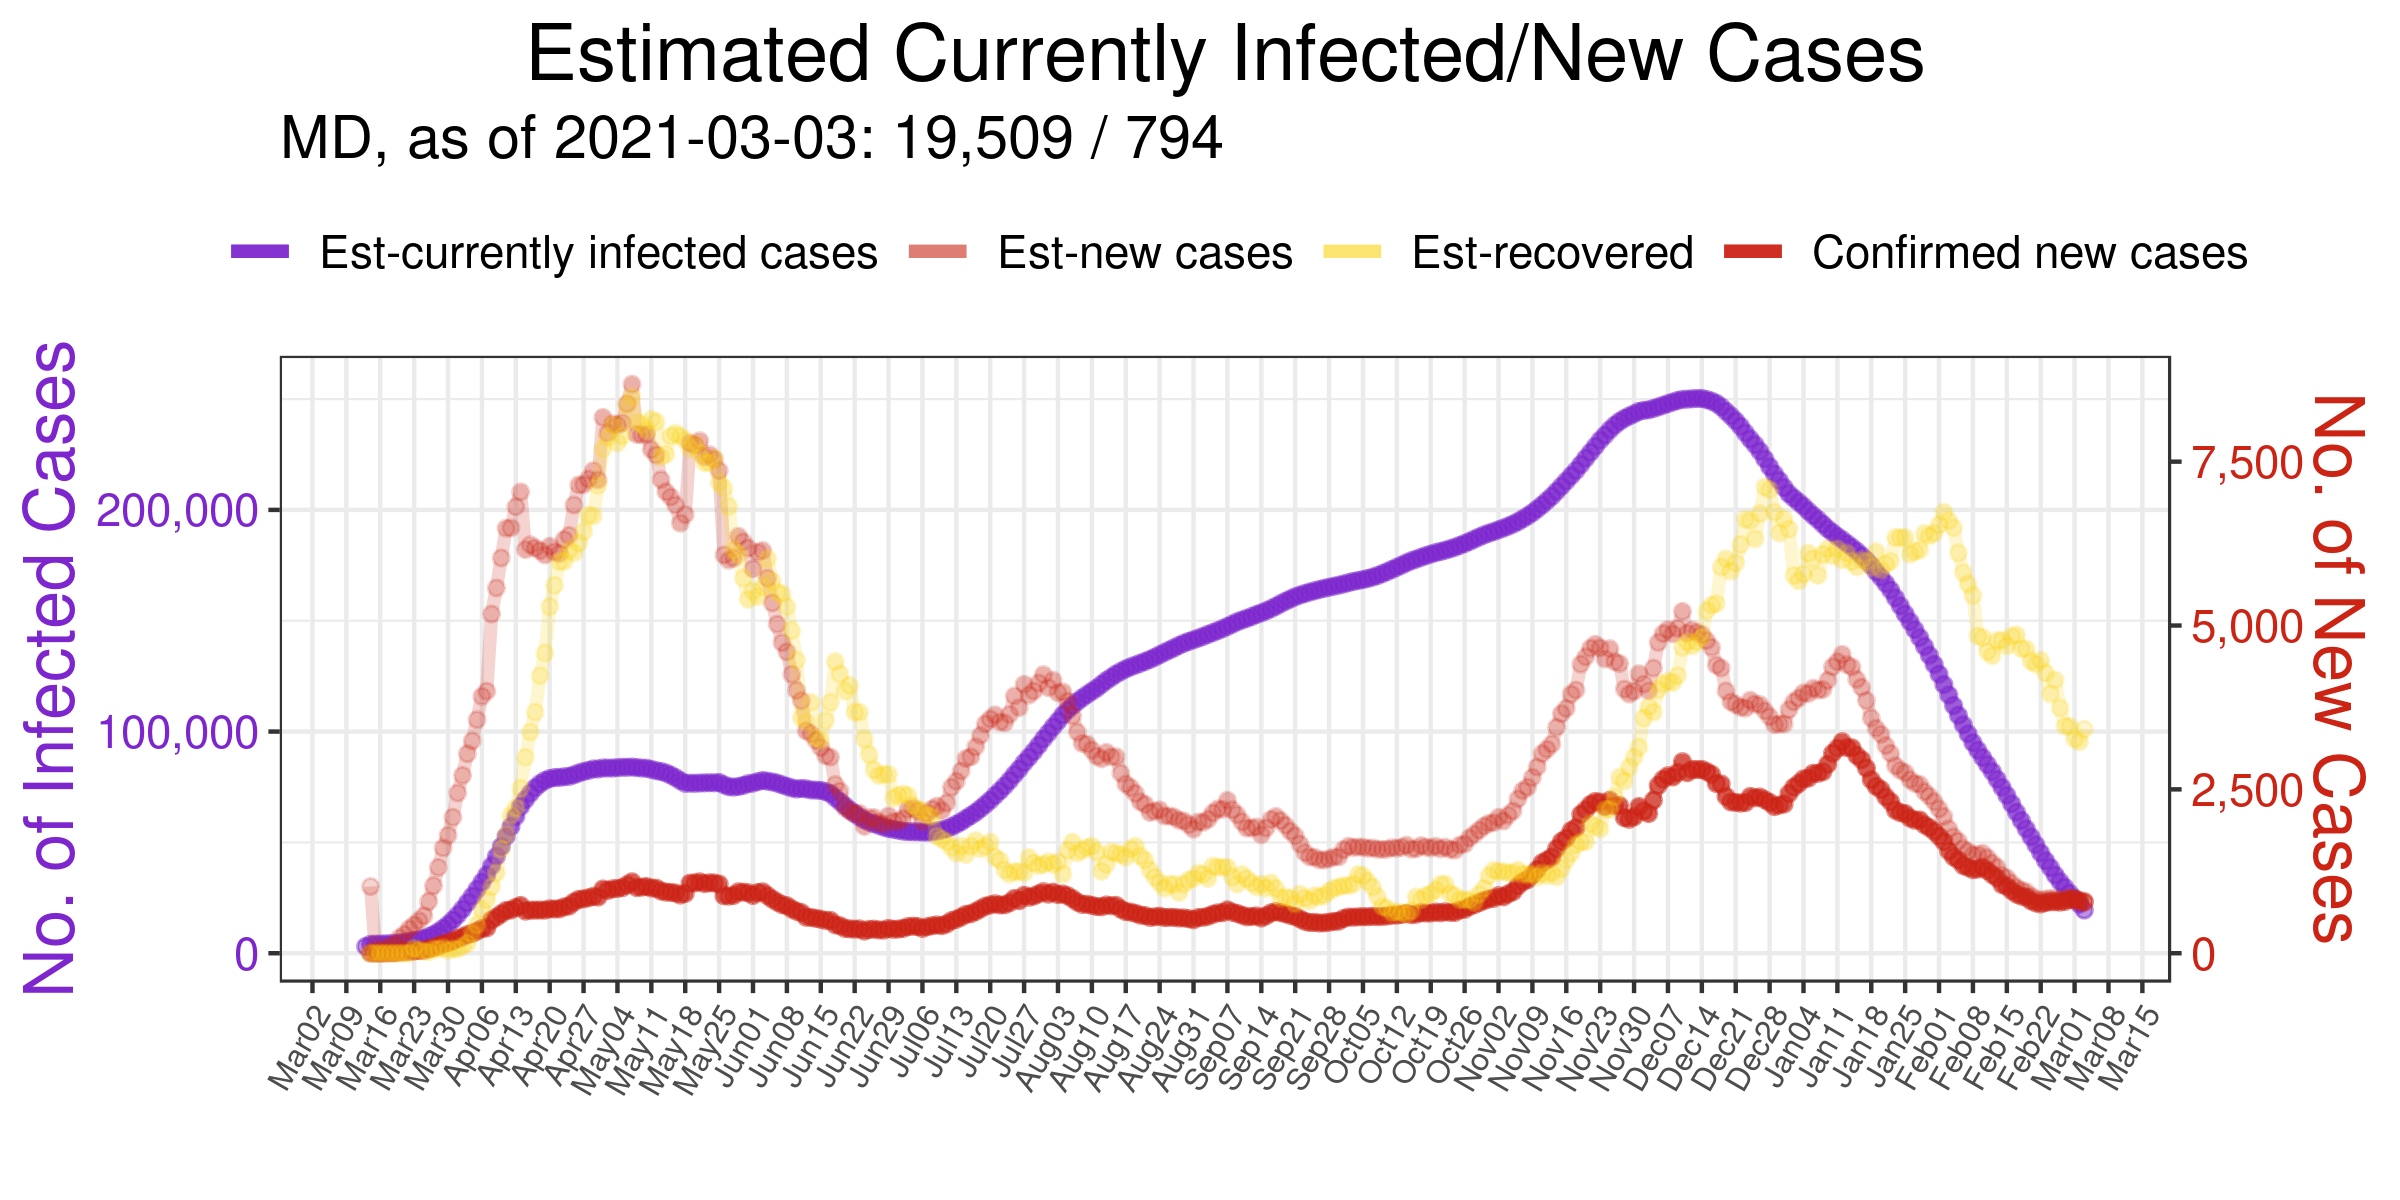 Estimated Currently Infected/New Cases
MD, as of 2021-03-03: 19,509 / 794
Est-currently infected cases Est-new cases Est-recovered Confirmed new cases
No. of Infected Cases
200,000
100,000
0
No. of New Cases
7,500
5,000
2,500
0
Mar02
Mar09
Mar16
Mar23
Mar30
Apr06
Apr13
Apr20
Apr27
May04
May11
May18
May25
Jun01
Jun08
Jun15
Jun22
Jun29
Jul06
Jul13
Jul20
Jul27
Aug03
Aug10
Aug17
Aug24
Aug31
Sep07
Sep14
Sep21
Sep28
Oct05
Oct12
Oct19
Oct26
Nov02
Nov09
Nov16
Nov23
Nov30
Dec07
Dec14
Dec21
Dec28
Jan04
Jan11
Jan18
Jan25
Feb01
Feb08
Feb15
Feb22
Mar01
Mar08
Mar15